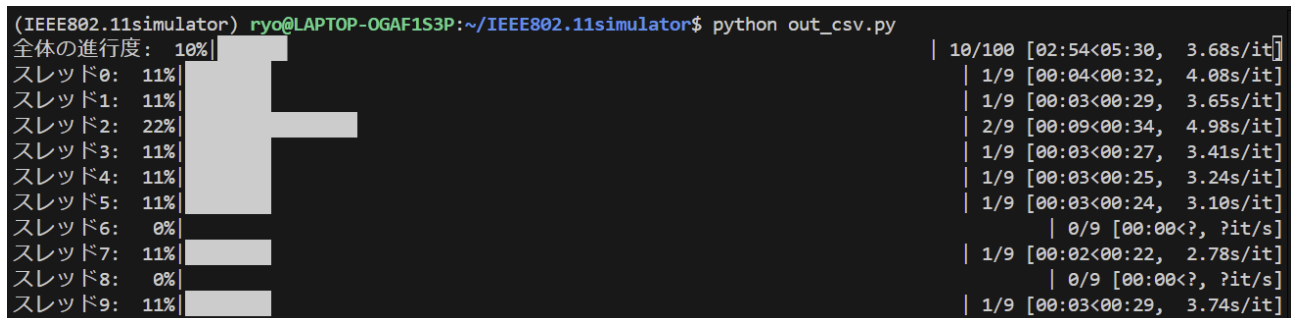 (IEEE802.11simulator) ryo@LAPTOP-OGAF1S3P:~/IEEE802.11simulator$ python out_csv.py
全体の進行度: 10%| | 10/100 [02:54<05:30, 3.68s/it]
スレッド0: 11%| | 1/9 [00:04<00:32, 4.08s/it]
スレッド1: 11%| | 1/9 [00:03<00:29, 3.65s/it]
スレッド2: 22%| | 2/9 [00:09<00:34, 4.98s/it]
スレッド3: 11%| | 1/9 [00:03<00:27, 3.41s/it]
スレッド4: 11%| | 1/9 [00:03<00:25, 3.24s/it]
スレッド5: 11%| | 1/9 [00:03<00:24, 3.10s/it]
スレッド6: 0%| | 0/9 [00:00<?, ?it/s]
スレッド7: 11%| | 1/9 [00:02<00:22, 2.78s/it]
スレッド8: 0%| | 0/9 [00:00<?, ?it/s]
スレッド9: 11%| | 1/9 [00:03<00:29, 3.74s/it]